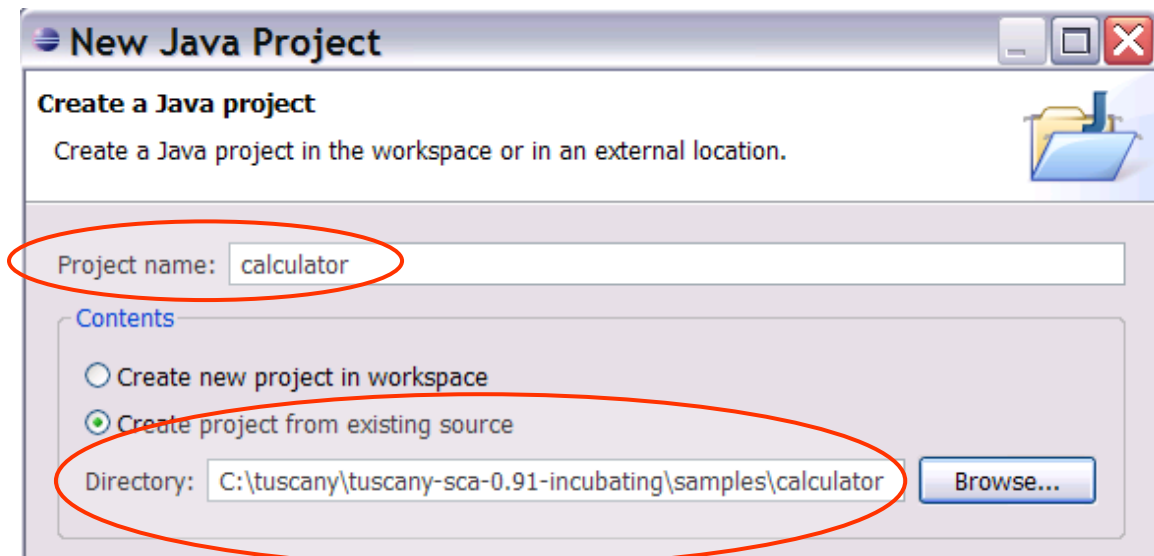 New Java Project
Create a Java project
Create a Java project in the workspace or in an external location.
Project name: calculator
Contents
Create new project in workspace
Create project from existing source
Directory: C:\tuscany\tuscany-sca-0.91-incubating\samples\calculator Browse...